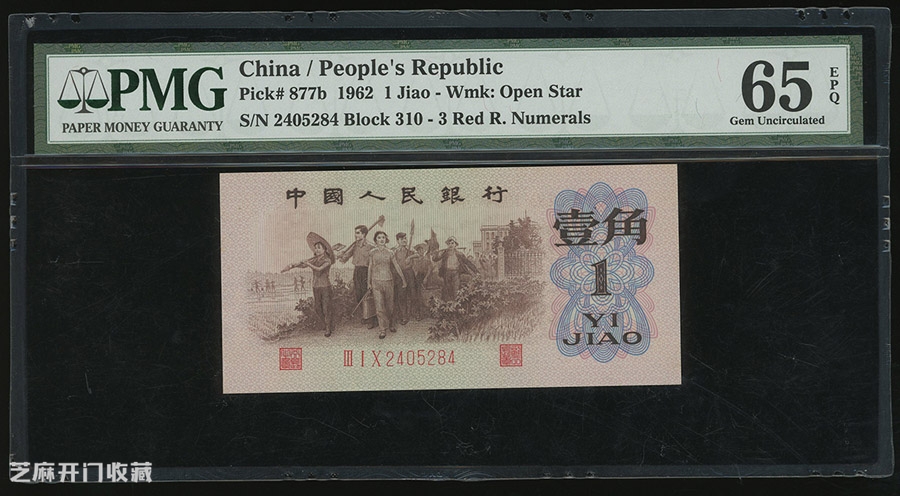 PMG
PAPER MONEY GUARANTY
China / People's Republic
Pick# 877b 1962 1 Jiao - Wmk: Open Star
S/N 2405284 Block 310 - 3 Red R. Numerals
65 EPQ
Gem Uncirculated
中國人民銀行
壹角
1
YI
JIAO
ⅢⅠⅩ2405284
芝麻开门收藏